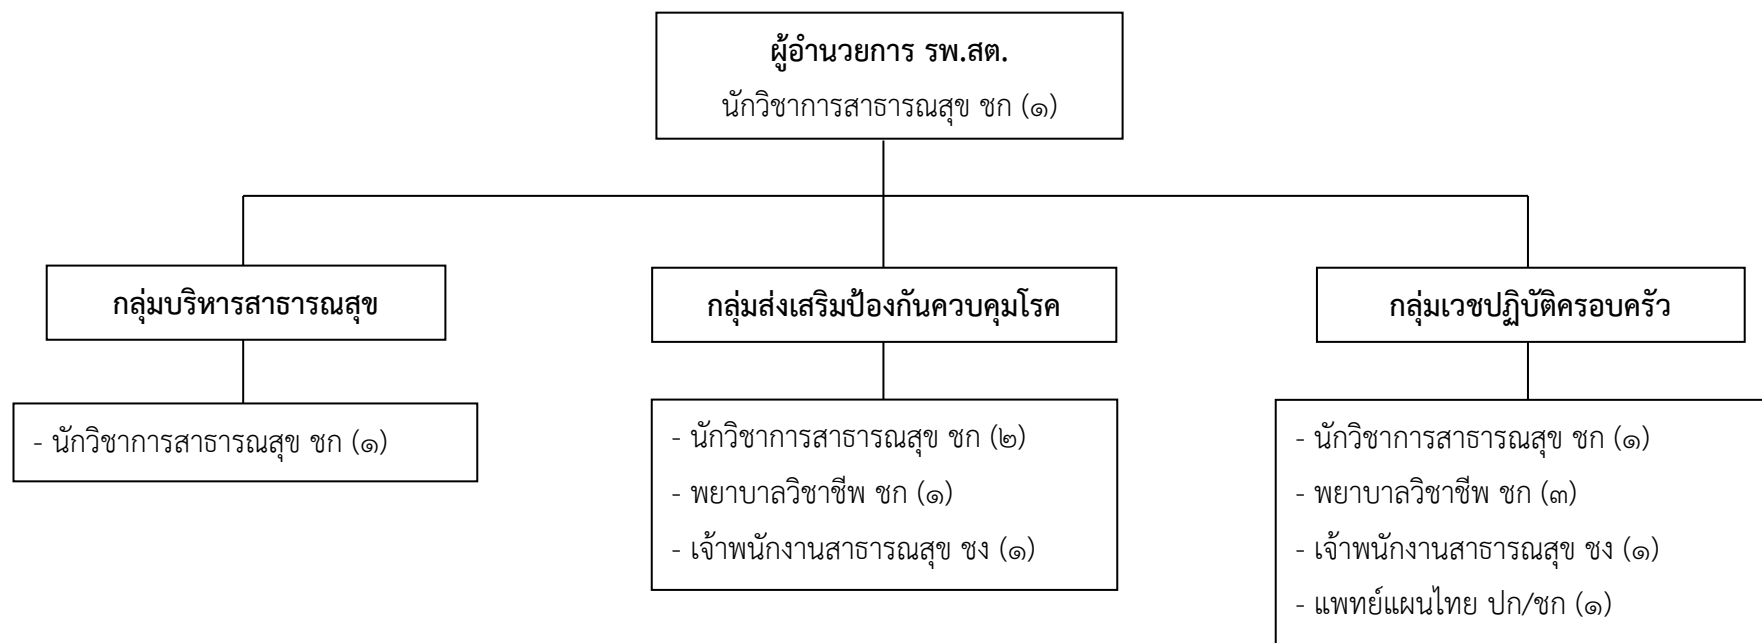 ผู้อำนวยการ รพ.สต.
นักวิชาการสาธารณสุข ชก (๑)
กลุ่มบริหารสาธารณสุข
- นักวิชาการสาธารณสุข ชก (๑)
กลุ่มส่งเสริมป้องกันควบคุมโรค
- นักวิชาการสาธารณสุข ชก (๒)
- พยาบาลวิชาชีพ ชก (๑)
- เจ้าพนักงานสาธารณสุข ชง (๑)
กลุ่มเวชปฏิบัติครอบครัว
- นักวิชาการสาธารณสุข ชก (๑)
- พยาบาลวิชาชีพ ชก (๓)
- เจ้าพนักงานสาธารณสุข ชง (๑)
- แพทย์แผนไทย ปก/ชก (๑)